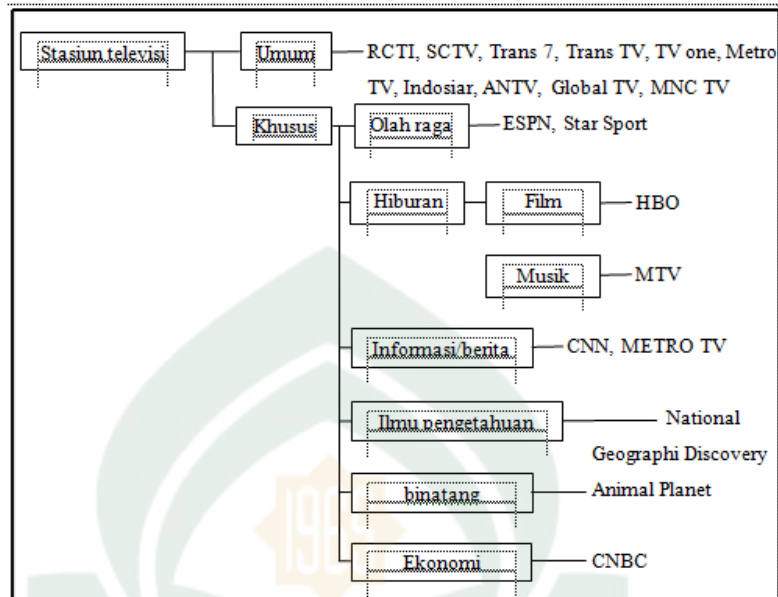 Stasiun televisi
Umum
RCTI, SCTV, Trans 7, Trans TV, TV one, Metro
TV, Indosiar, ANTV, Global TV, MNC TV
Khusus
Olah raga
ESPN, Star Sport
Hiburan
Film
HBO
Musik
MTV
Informasi/berita
CNN, METRO TV
Ilmu pengetahuan
National
Geographi Discovery
binatang
Animal Planet
1965
Ekonomi
CNBC